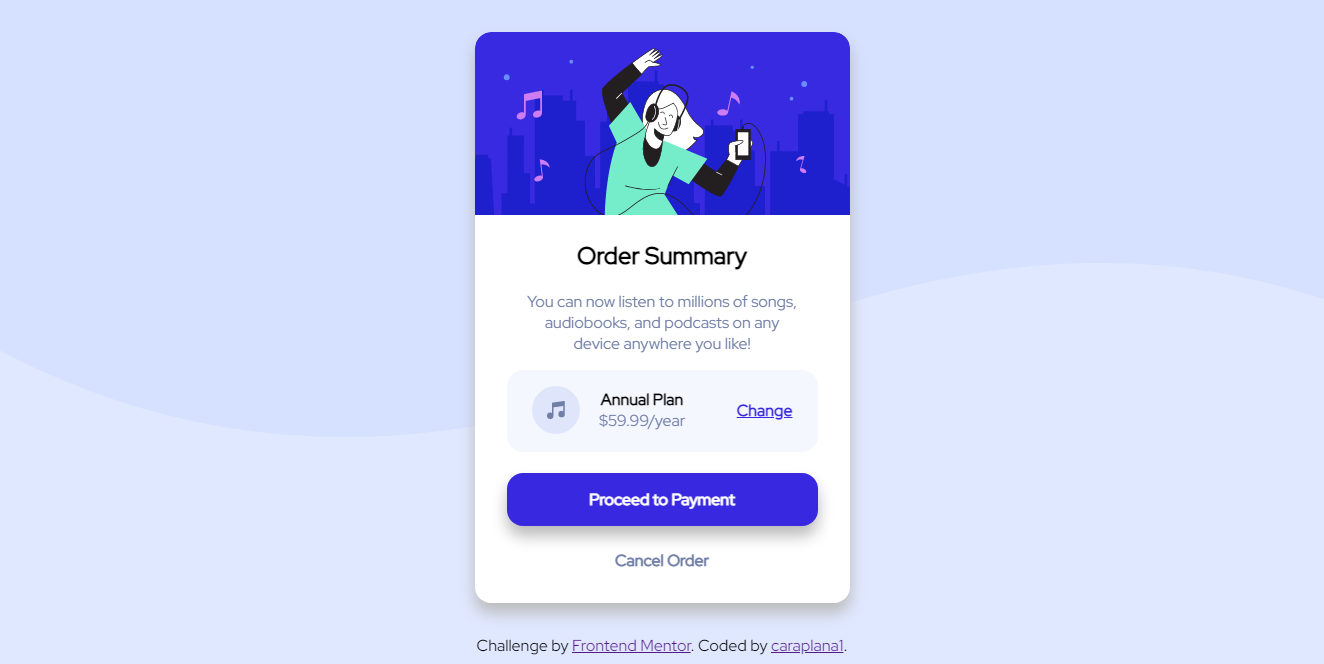 Order Summary
You can now listen to millions of songs,
audiobooks, and podcasts on any
device anywhere you like!
Annual Plan
$59.99/year
Change
Proceed to Payment
Cancel Order
Challenge by Frontend Mentor. Coded by caraplana1.